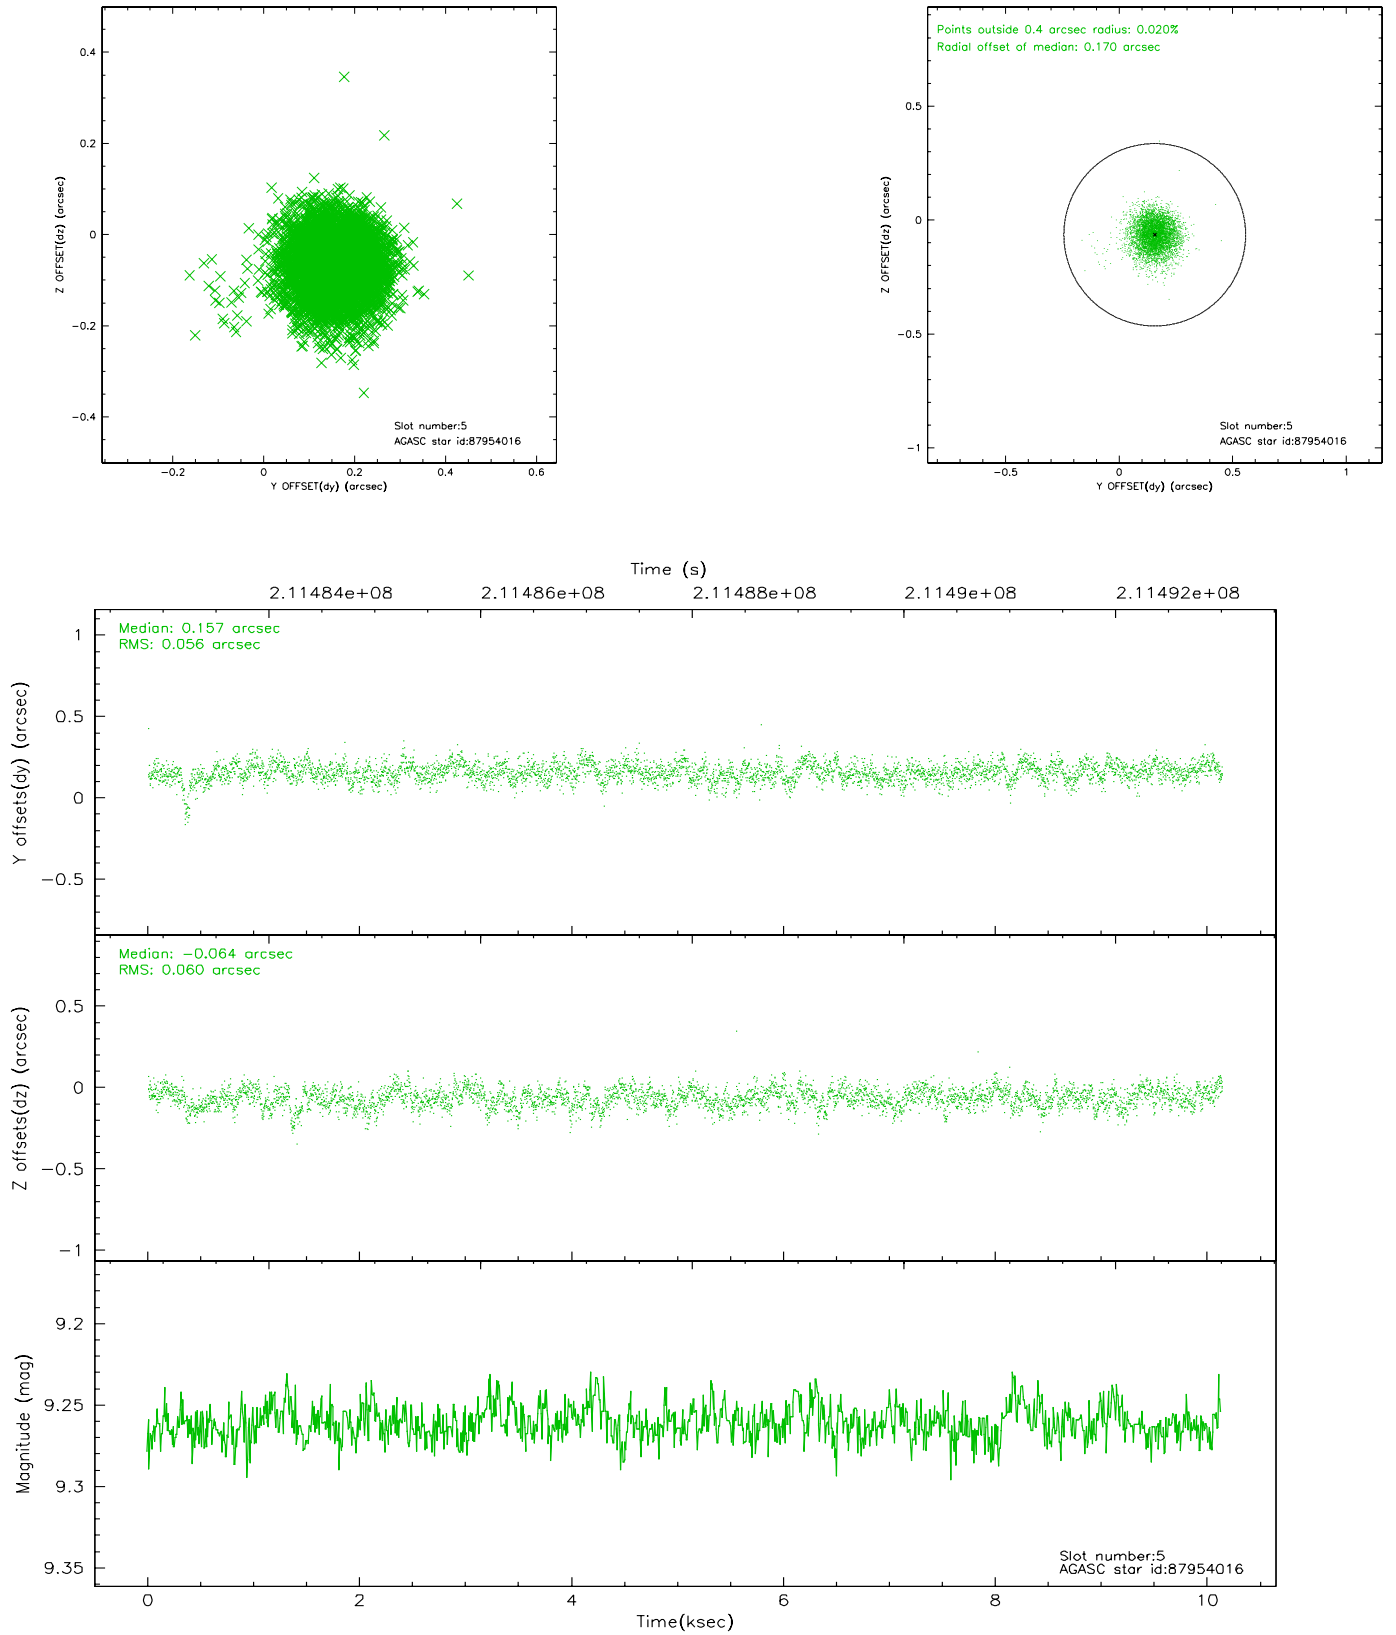 0.4
0.2
0
-0.2
-0.4
Z OFFSET(dz) (arcsec)
Slot number:5
AGASC star id:87954016
-0.2 0 0.2 0.4 0.6
Y OFFSET(dy) (arcsec)
Points outside 0.4 arcsec radius: 0.020%
Radial offset of median: 0.170 arcsec
0.5
0
-0.5
-1
Z OFFSET(dz) (arcsec)
Slot number:5
AGASC star id:87954016
-0.5 0 0.5 1
Y OFFSET(dy) (arcsec)
Time (s)
2.11484e+08 2.11486e+08 2.11488e+08 2.1149e+08 2.11492e+08
Median: 0.157 arcsec
RMS: 0.056 arcsec
1
0.5
0
-0.5
Y offsets(dy) (arcsec)
Median: -0.064 arcsec
RMS: 0.060 arcsec
0.5
0
-0.5
-1
Z offsets(dz) (arcsec)
9.2
9.25
9.3
9.35
Magnitude (mag)
Slot number:5
AGASC star id:87954016
0 2 4 6 8 10
Time(ksec)